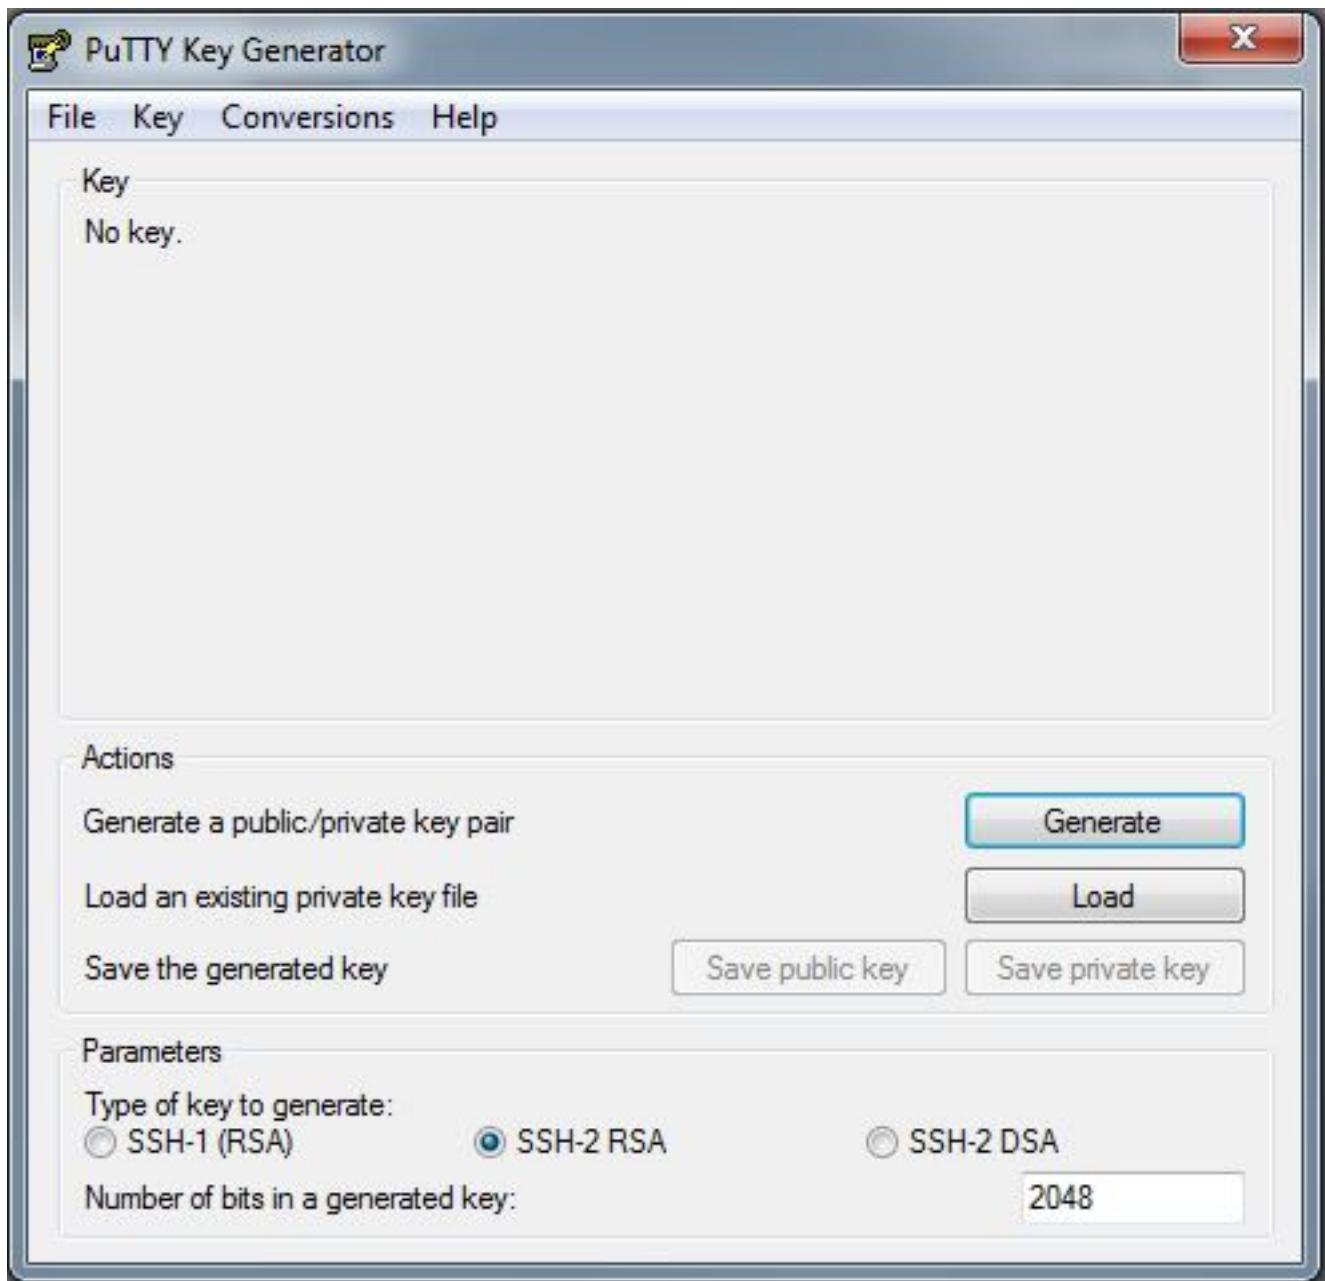 PuTTY Key Generator
File Key Conversions Help
Key
No key.
Actions
Generate a public/private key pair Generate
Load an existing private key file Load
Save the generated key Save public key Save private key
Parameters
Type of key to generate:
SSH-1 (RSA) SSH-2 RSA SSH-2 DSA
Number of bits in a generated key: 2048